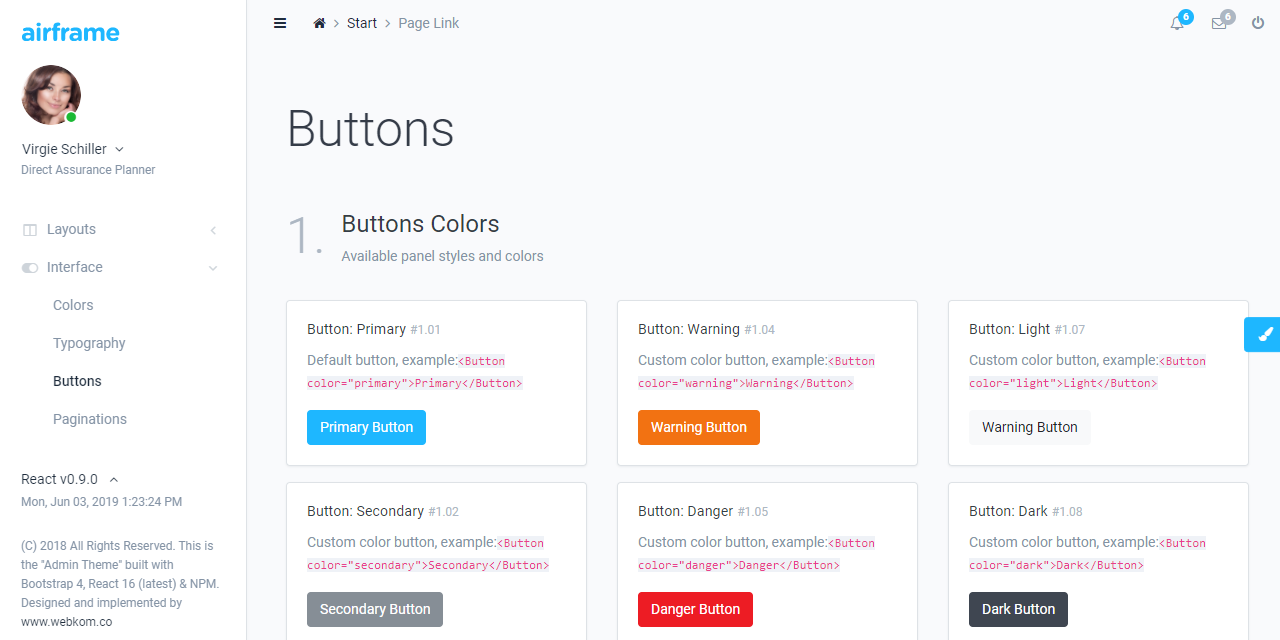 airframe
Start
Page Link
6
6
Virgie Schiller
Direct Assurance Planner
Layouts
Interface
Colors
Typography
Buttons
Paginations
React v0.9.0
Mon, Jun 03, 2019 1:23:24 PM
(C) 2018 All Rights Reserved. This is
the "Admin Theme" built with
Bootstrap 4, React 16 (latest) & NPM.
Designed and implemented by
www.webkom.co
Buttons
1.
Buttons Colors
Available panel styles and colors
Button: Primary #1.01
Default button, example:<Button
color="primary">Primary</Button>
Primary Button
Button: Warning #1.04
Custom color button, example:<Button
color="warning">Warning</Button>
Warning Button
Button: Light #1.07
Custom color button, example:<Button
color="light">Light</Button>
Warning Button
Button: Secondary #1.02
Custom color button, example:<Button
color="secondary">Secondary</Button>
Secondary Button
Button: Danger #1.05
Custom color button, example:<Button
color="danger">Danger</Button>
Danger Button
Button: Dark #1.08
Custom color button, example:<Button
color="dark">Dark</Button>
Dark Button